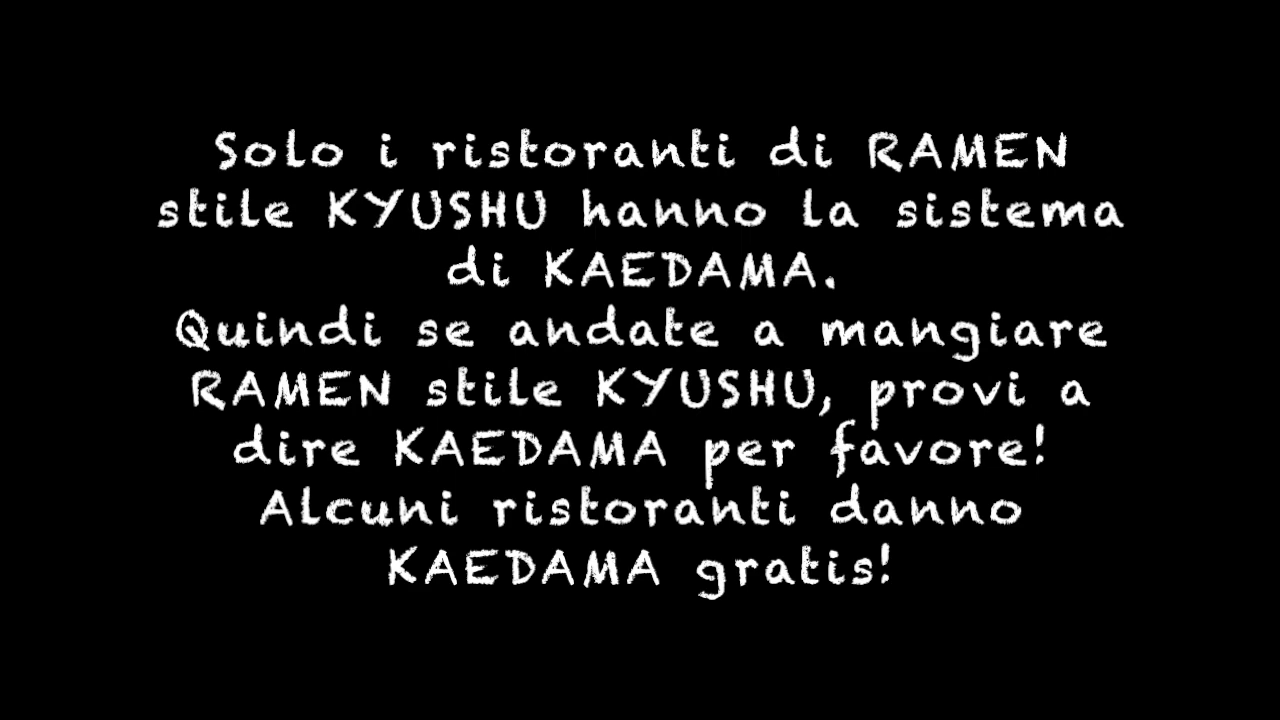 Solo i ristoranti di RAMEN
stile KYUSHU hanno la sistema
di KAEDAMA.
Quindi se andate a mangiare
RAMEN stile KYUSHU, provi a
dire KAEDAMA per favore!
Alcuni ristoranti danno
KAEDAMA gratis!